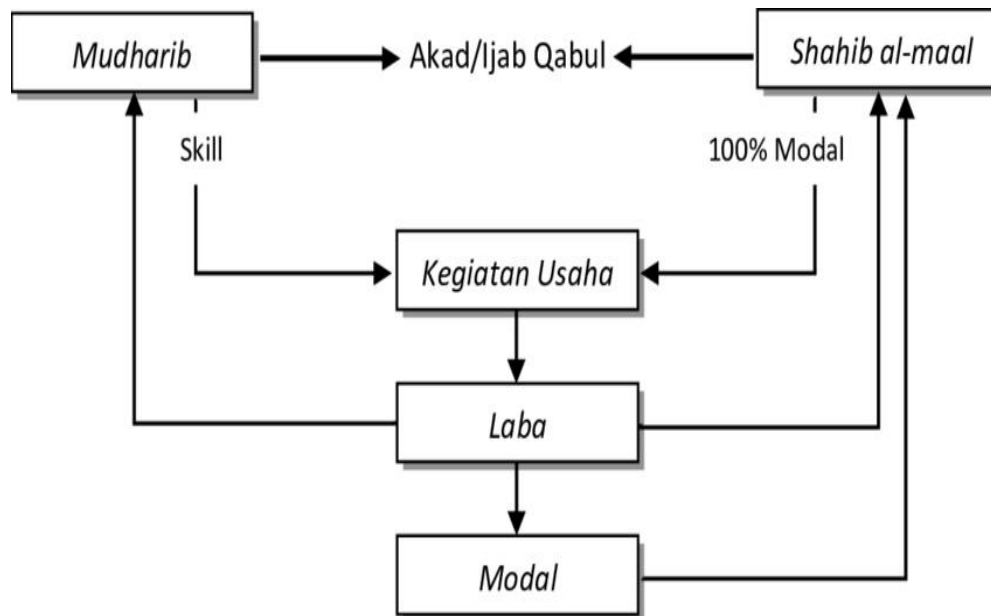 Mudharib
Akad/Ijab Qabul
Shahib al-maal
Skill
100% Modal
Kegiatan Usaha
Laba
Modal